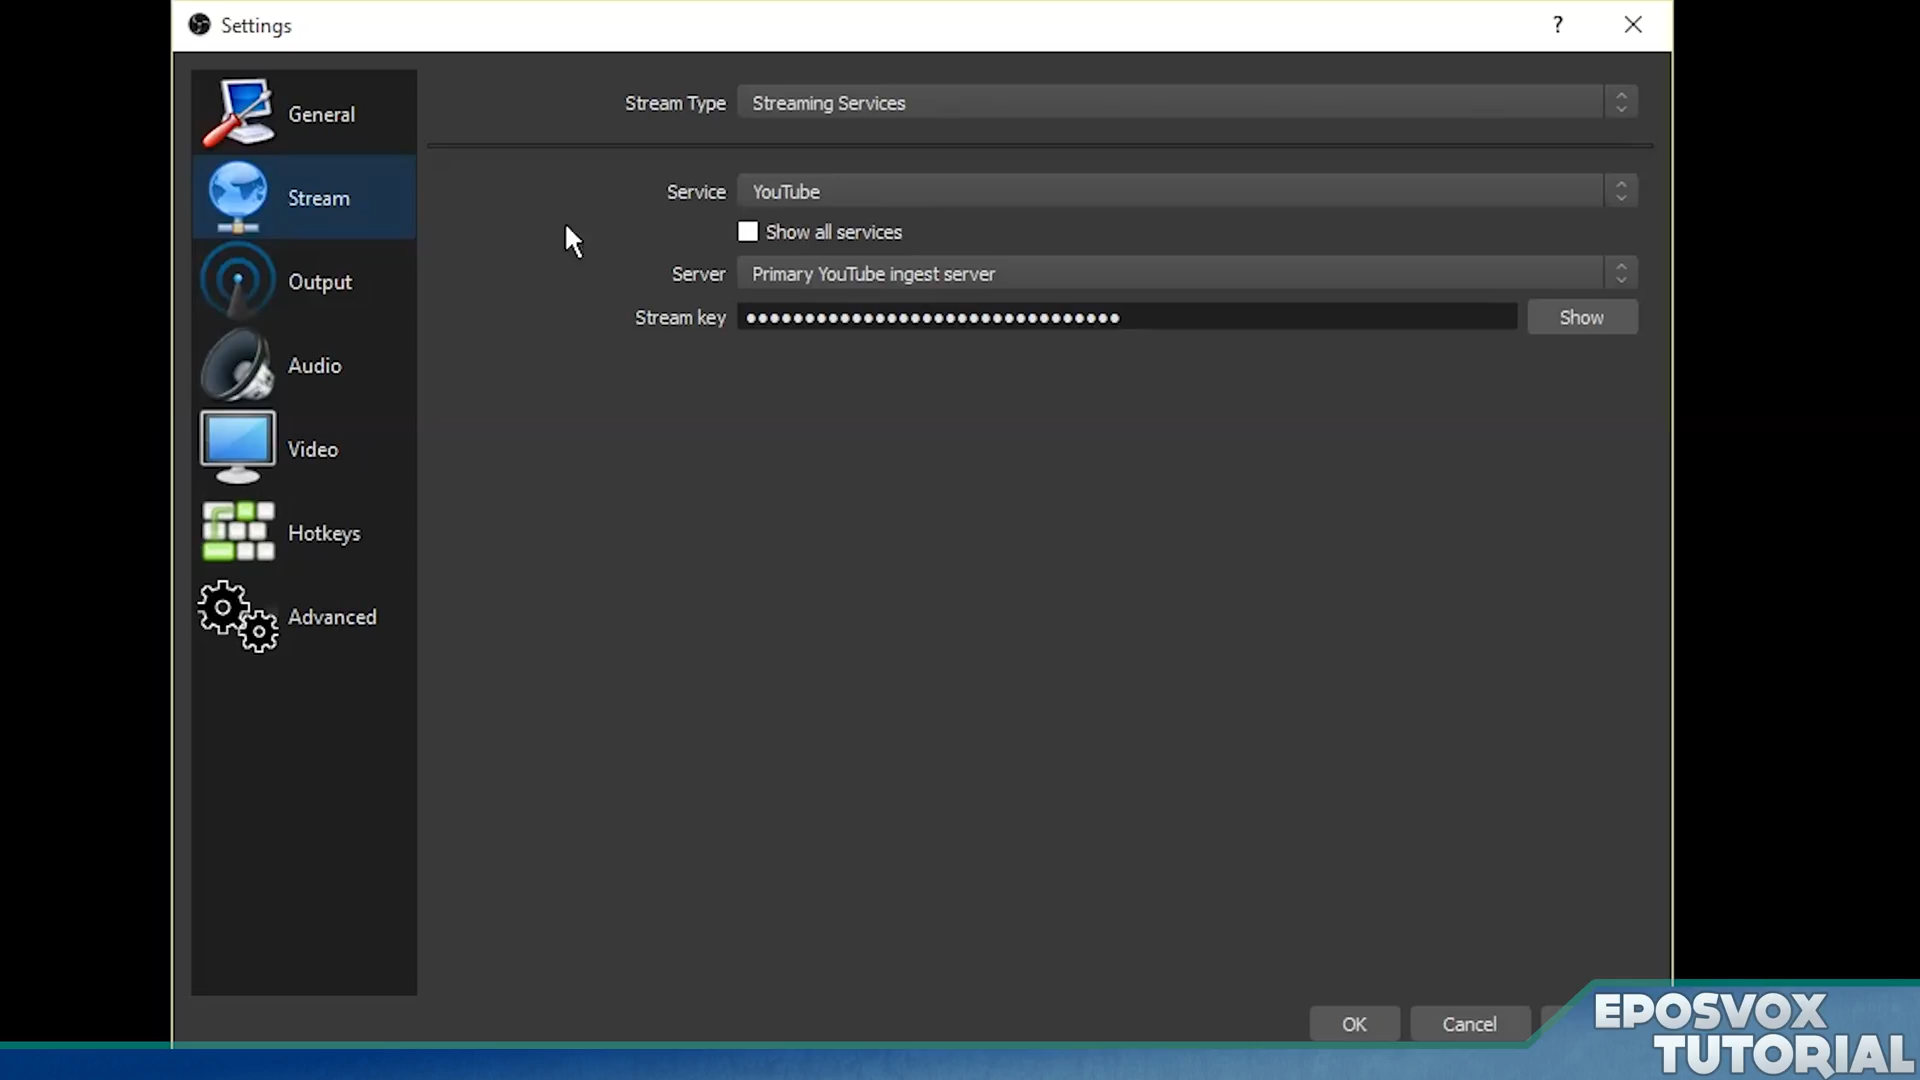 Settings
?
General
Stream
Output
Audio
Video
Hotkeys
Advanced
Stream Type Streaming Services
Service YouTube
Show all services
Server Primary YouTube ingest server
Stream key ●●●●●●●●●●●●●●●●●●●●●●●●●●●●●●●● Show
OK Cancel
EPOSVOX
TUTORIAL